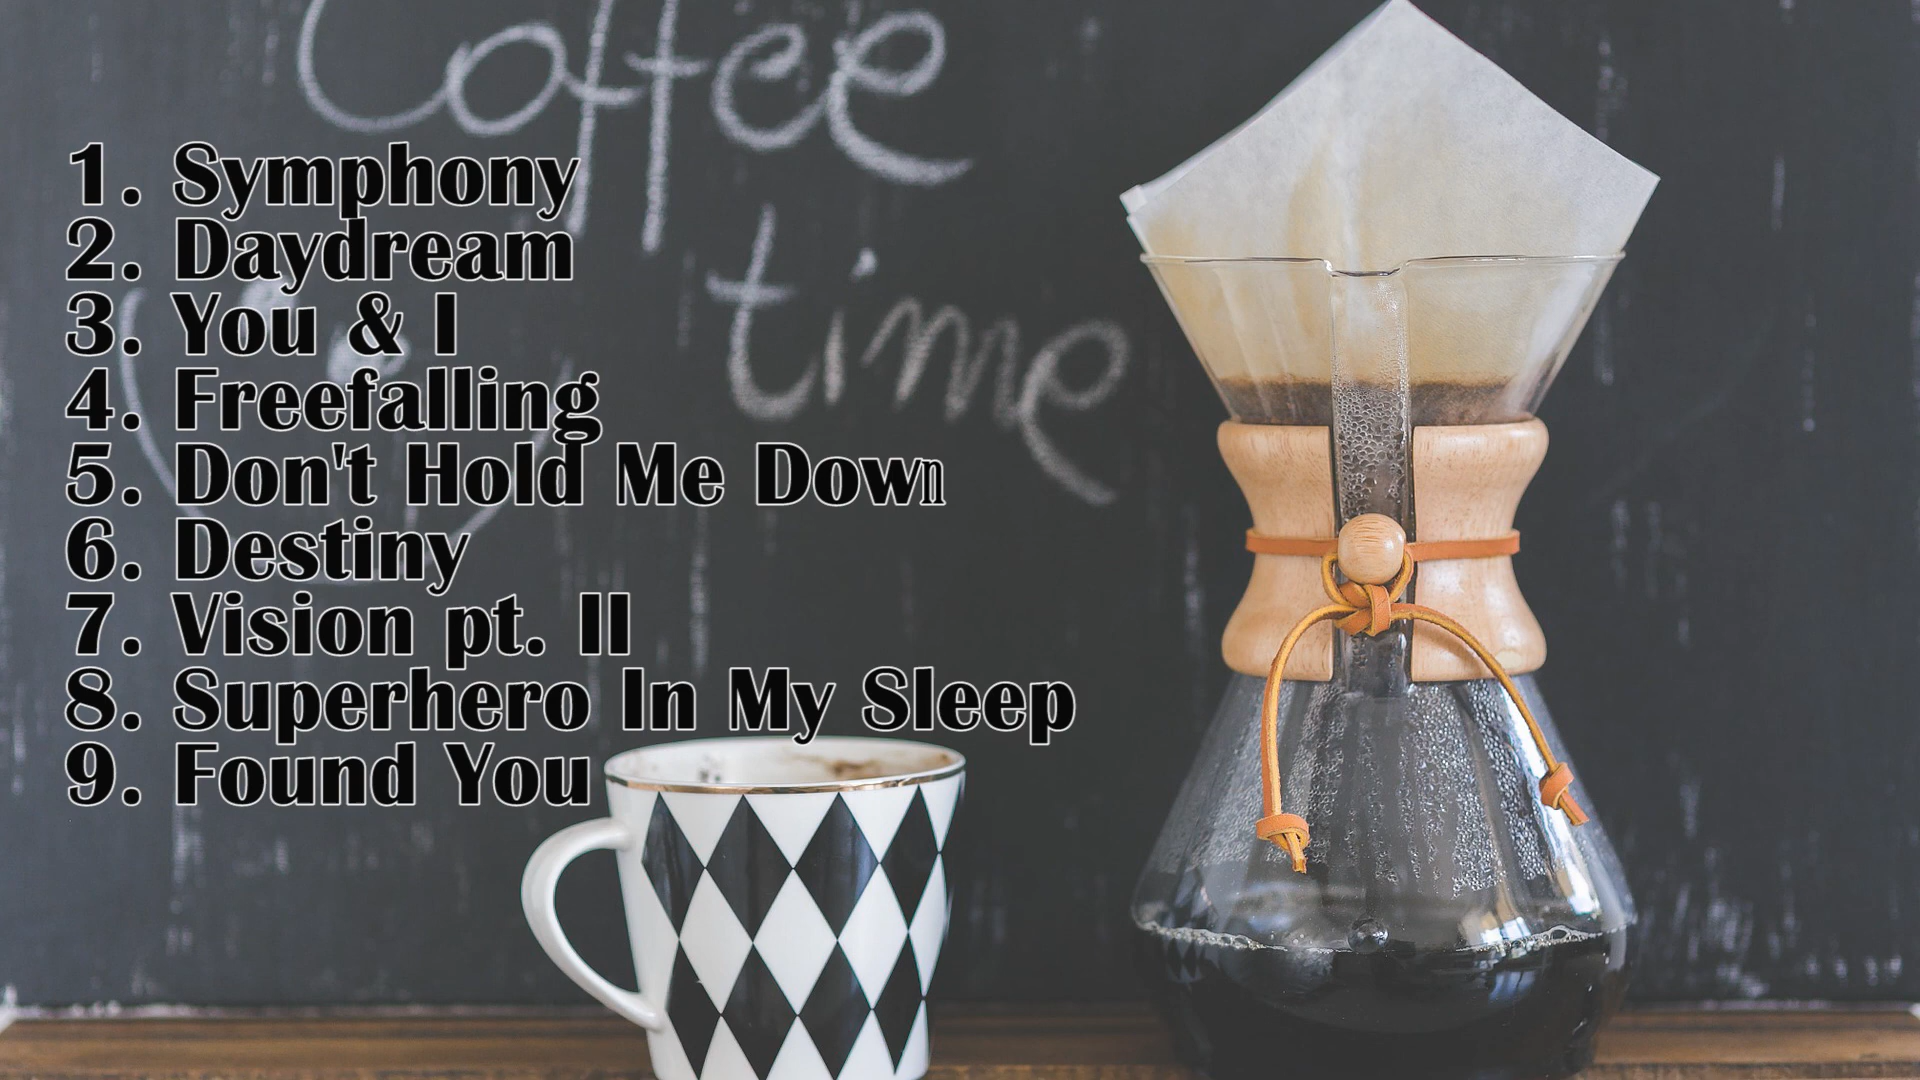 Coffee
time
1. Symphony
2. Daydream
3. You & I
4. Freefalling
5. Don't Hold Me Down
6. Destiny
7. Vision pt. II
8. Superhero In My Sleep
9. Found You